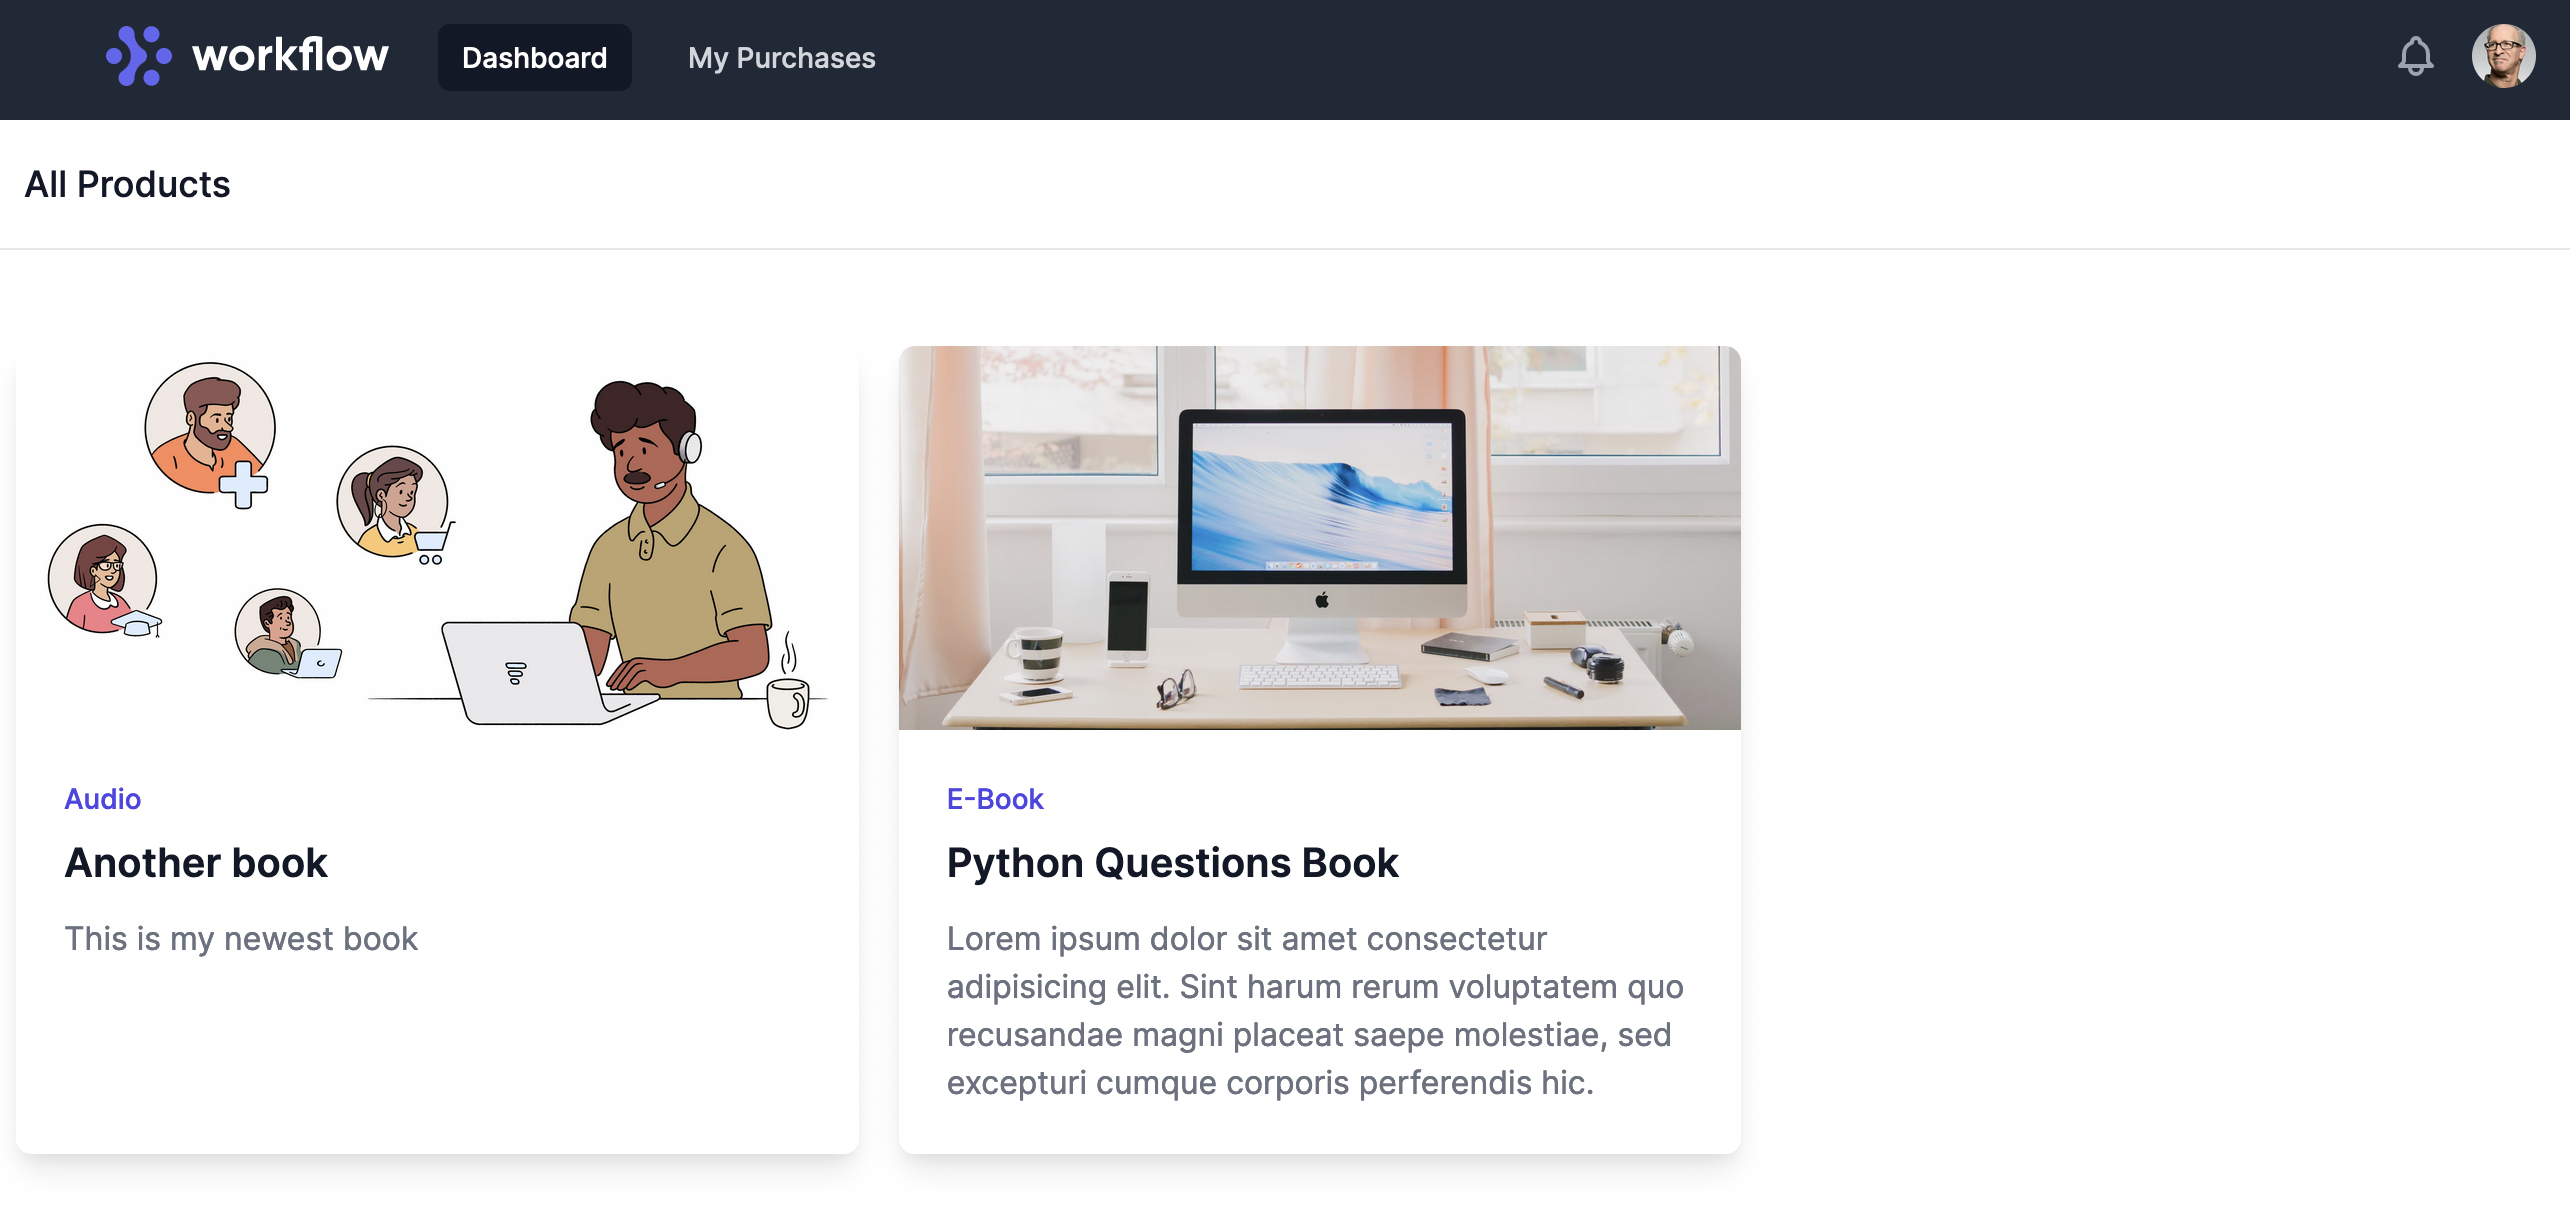 workflow
Dashboard
My Purchases
All Products
Audio
Another book
This is my newest book
E-Book
Python Questions Book
Lorem ipsum dolor sit amet consectetur
adipisicing elit. Sint harum rerum voluptatem quo
recusandae magni placeat saepe molestiae, sed
excepturi cumque corporis perferendis hic.